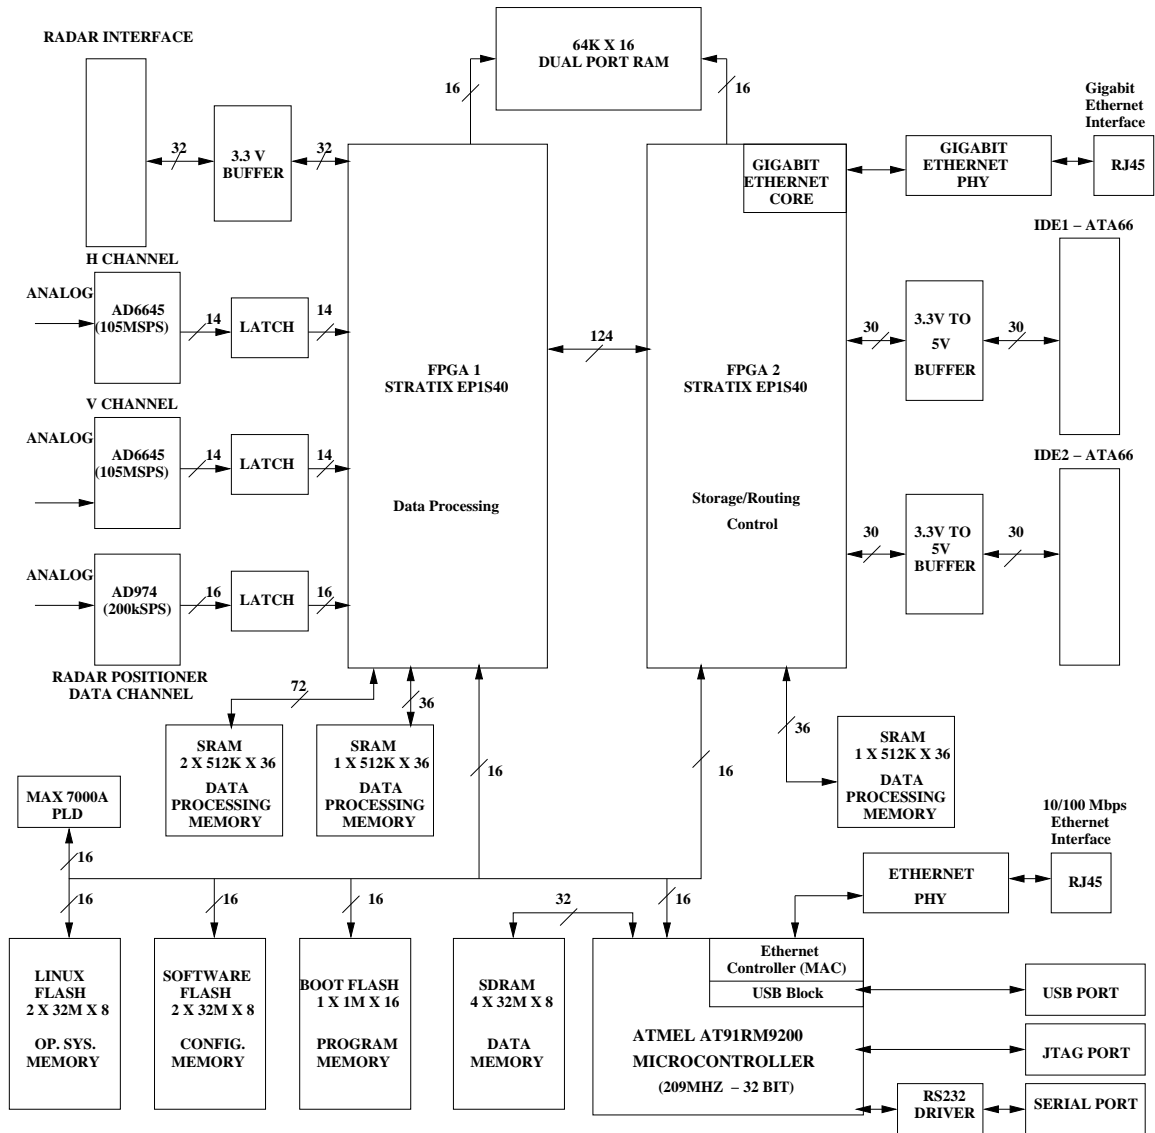 RADAR INTERFACE
64K X 16
DUAL PORT RAM
16
16
Gigabit
Ethernet
Interface
32
3.3 V
BUFFER
32
GIGABIT
ETHERNET
CORE
GIGABIT
ETHERNET
PHY
RJ45
H CHANNEL
ANALOG
AD6645
(105MSPS)
14
LATCH
14
IDE1 – ATA66
30
3.3V TO
5V
BUFFER
30
124
FPGA 1
STRATIX EP1S40
Data Processing
FPGA 2
STRATIX EP1S40
Storage/Routing
Control
V CHANNEL
ANALOG
AD6645
(105MSPS)
14
LATCH
14
IDE2 – ATA66
30
3.3V TO
5V
BUFFER
30
ANALOG
AD974
(200kSPS)
16
LATCH
16
RADAR POSITIONER
DATA CHANNEL
72
36
16
16
36
SRAM
2 X 512K X 36
DATA
PROCESSING
MEMORY
SRAM
1 X 512K X 36
DATA
PROCESSING
MEMORY
SRAM
1 X 512K X 36
DATA
PROCESSING
MEMORY
MAX 7000A
PLD
16
10/100 Mbps
Ethernet
Interface
ETHERNET
PHY
RJ45
16
16
16
32
16
LINUX
FLASH
2 X 32M X 8
OP. SYS.
MEMORY
SOFTWARE
FLASH
2 X 32M X 8
CONFIG.
MEMORY
BOOT FLASH
1 X 1M X 16
PROGRAM
MEMORY
SDRAM
4 X 32M X 8
DATA
MEMORY
Ethernet
Controller (MAC)
USB Block
ATMEL AT91RM9200
MICROCONTROLLER
(209MHZ – 32 BIT)
USB PORT
JTAG PORT
RS232
DRIVER
SERIAL PORT